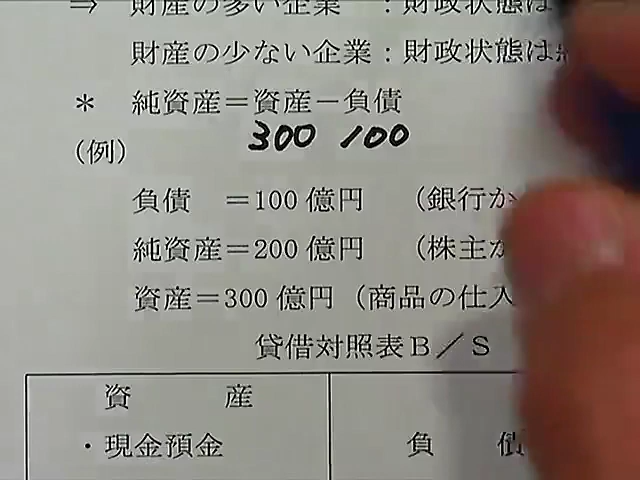 ⇒ 財産の多い企業 ：財政状態は
財産の少ない企業：財政状態は
＊ 純資産＝資産－負債
300 100
（例）
負債 ＝100 億円 （銀行か
純資産＝200 億円 （株主か
資産＝300 億円（商品の仕入
貸借対照表Ｂ／Ｓ
資 産
・現金預金 負 債